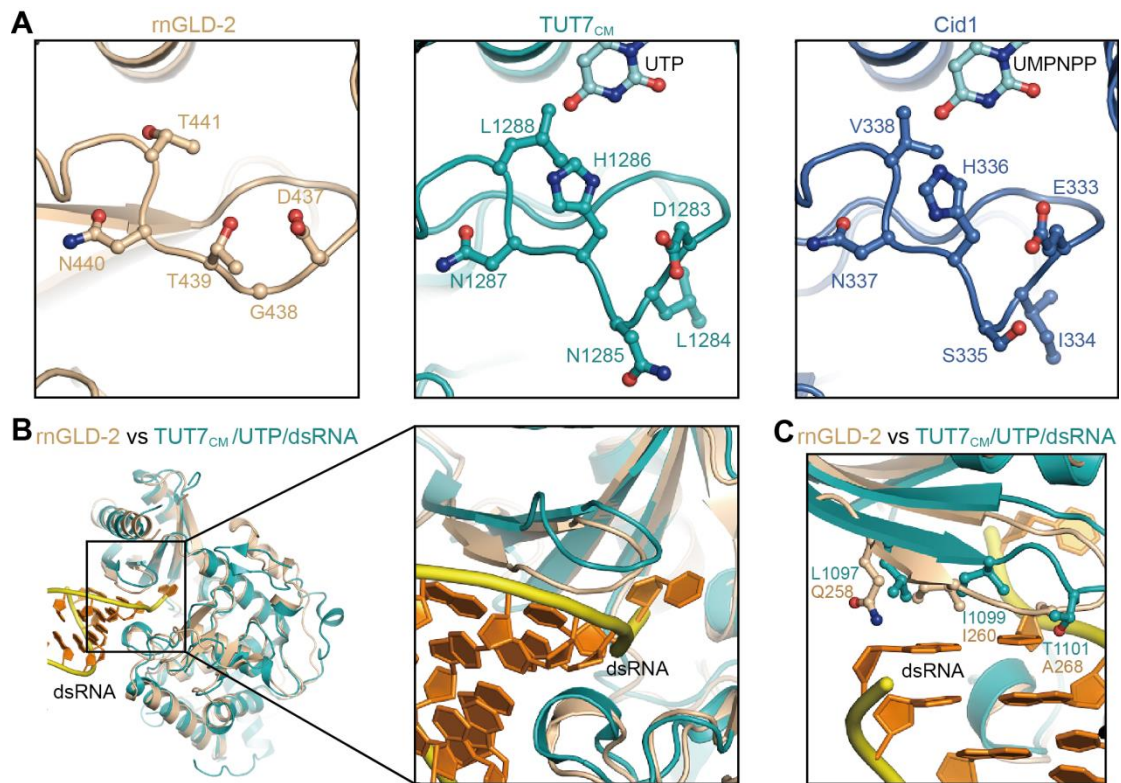 A
rnGLD-2
TUT7CM
Cid1
T441
D437
N440
T439
G438
UTP
L1288
H1286
D1283
N1287
L1284
N1285
UMPNPP
V338
H336
E333
N337
I334
S335
B
rnGLD-2 vs TUT7CM/UTP/dsRNA
dsRNA
dsRNA
C
rnGLD-2 vs TUT7CM/UTP/dsRNA
L1097
Q258
I1099
I260
T1101
A268
dsRNA